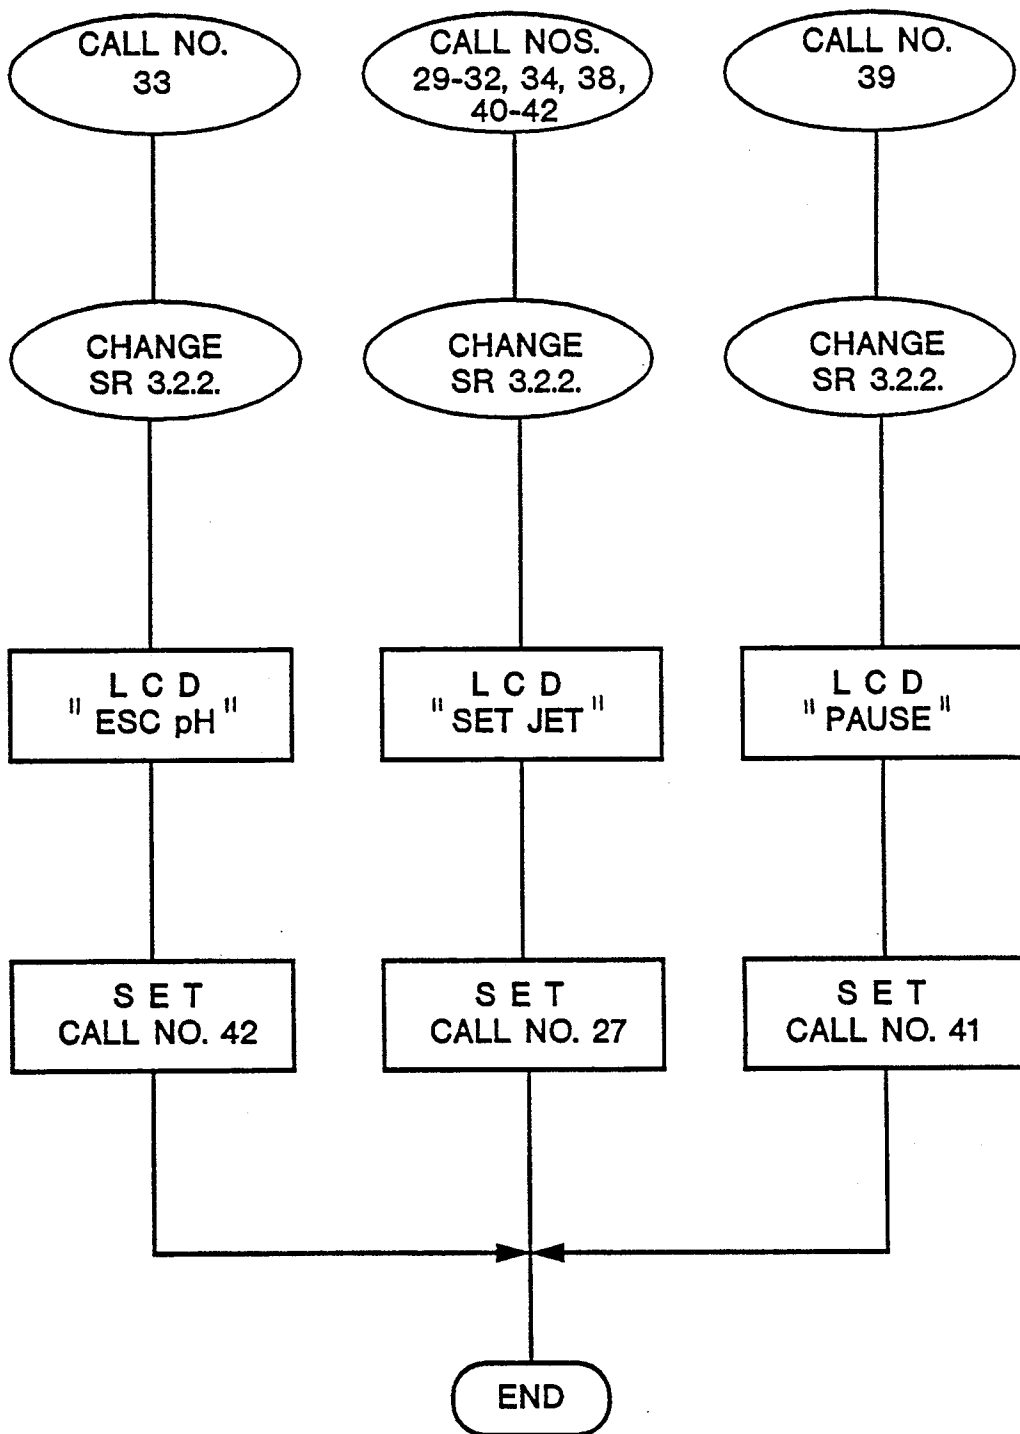 CALL NO.
33
CALL NOS.
29-32, 34, 38,
40-42
CALL NO.
39
CHANGE
SR 3.2.2.
CHANGE
SR 3.2.2.
CHANGE
SR 3.2.2.
L C D
" ESC pH "
L C D
" SET JET "
L C D
" PAUSE "
S E T
CALL NO. 42
S E T
CALL NO. 27
S E T
CALL NO. 41
END